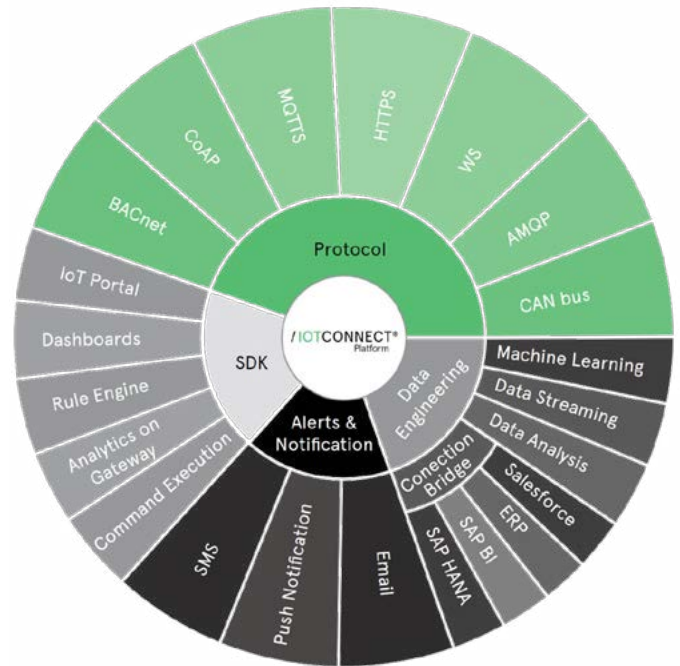 BACnet
CoAP
MQTTS
HTTPS
WS
AMQP
CAN bus
Protocol
IoT Portal
Dashboards
Rule Engine
Analytics on
Gateway
Command Execution
SDK
/IOTCONNECT®
Platform
Data
Engineering
Machine Learning
Data Streaming
Data Analysis
Conection
Bridge
Salesforce
ERP
SAP BI
SAP HANA
Alerts &
Notification
SMS
Push Notification
Email